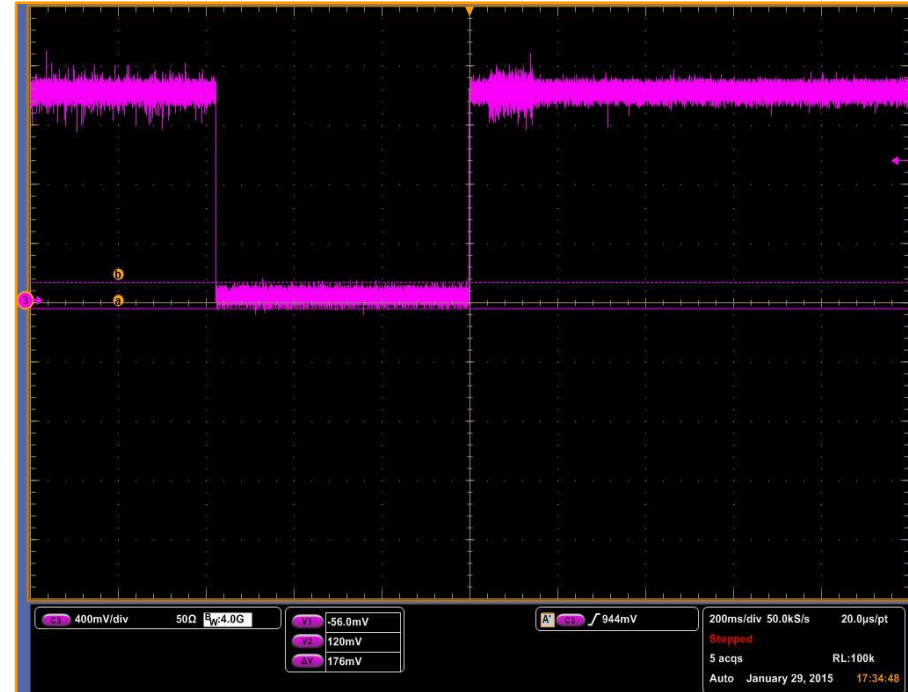 b
3
a
C3 400mV/div 50Ω BW:4.0G
V1 -56.0mV
V2 120mV
ΔV 176mV
A' C3 944mV
200ms/div 50.0kS/s 20.0µs/pt
Stopped
5 acqs RL:100k
Auto January 29, 2015 17:34:48